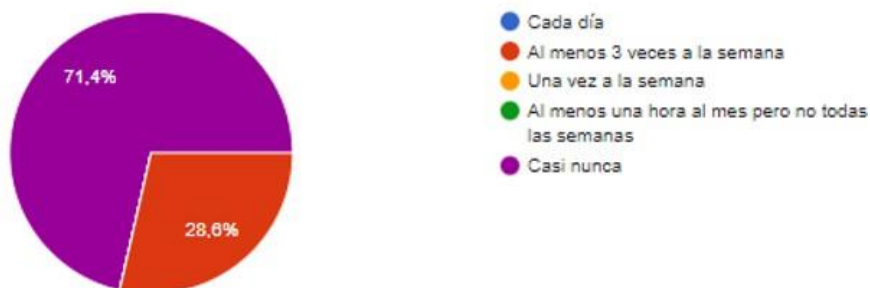 71,4%
28,6%
Cada día
Al menos 3 veces a la semana
Una vez a la semana
Al menos una hora al mes pero no todas
las semanas
Casi nunca